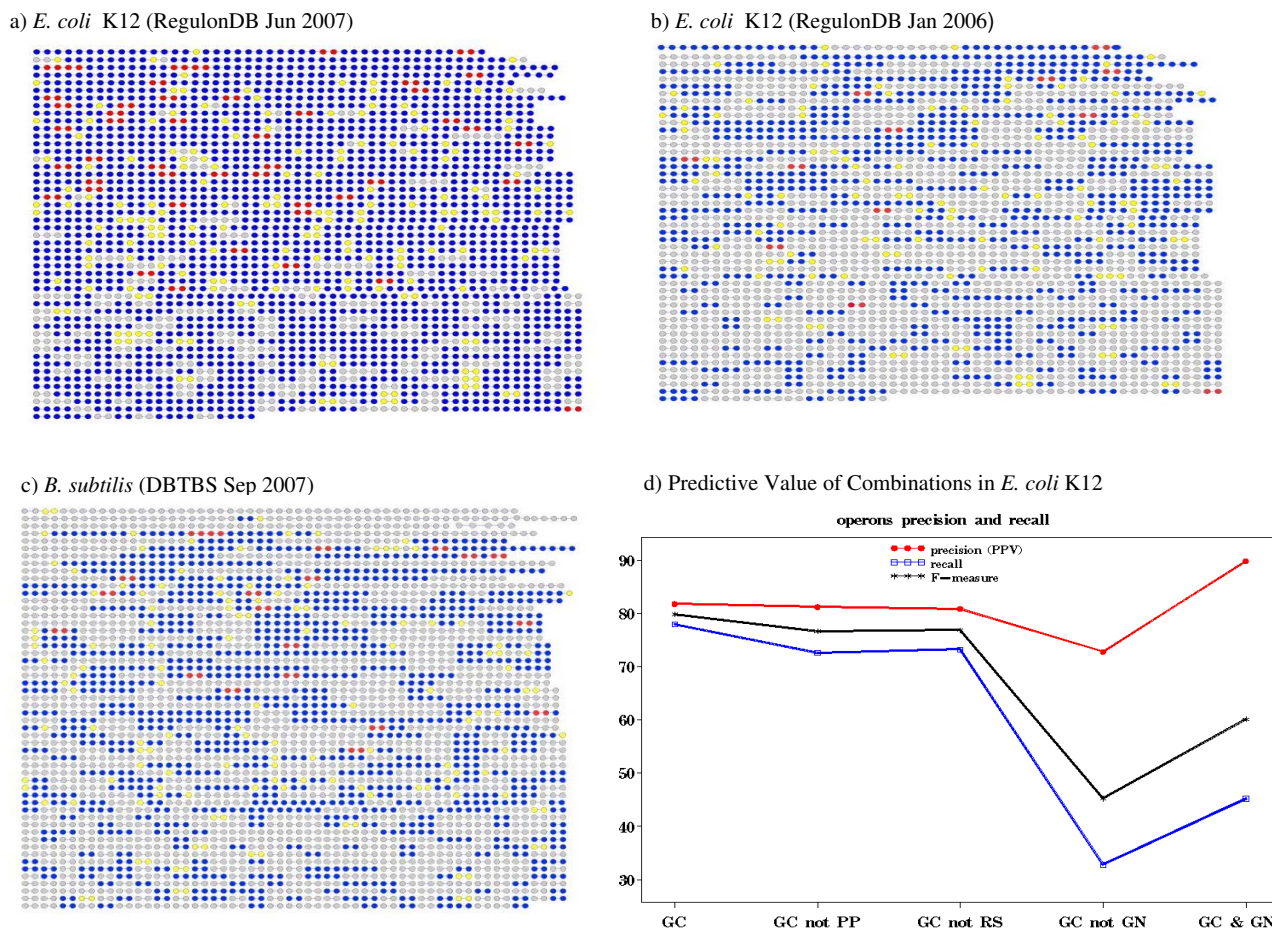 a) E. coli K12 (RegulonDB Jun 2007)
b) E. coli K12 (RegulonDB Jan 2006)
c) B. subtilis (DBTBS Sep 2007)
d) Predictive Value of Combinations in E. coli K12
operons precision and recall
precision (PPV)
recall
F-measure
90
80
70
60
50
40
30
GC
GC not PP
GC not RS
GC not GN
GC & GN